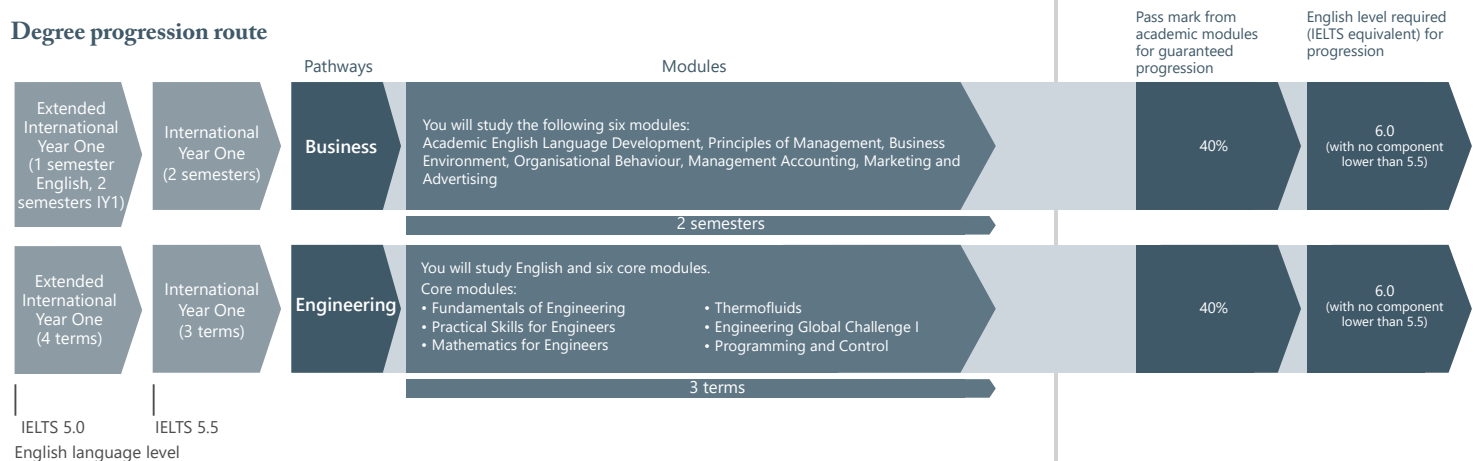 Degree progression route
Pathways
Modules
Pass mark from
academic modules
for guaranteed
progression
English level required
(IELTS equivalent) for
progression
Extended
International
Year One
(1 semester
English, 2
semesters IY1)
International
Year One
(2 semesters)
Business
You will study the following six modules:
Academic English Language Development, Principles of Management, Business
Environment, Organisational Behaviour, Management Accounting, Marketing and
Advertising
2 semesters
40%
6.0
(with no component
lower than 5.5)
Extended
International
Year One
(4 terms)
International
Year One
(3 terms)
Engineering
You will study English and six core modules.
Core modules:
• Fundamentals of Engineering
• Practical Skills for Engineers
• Mathematics for Engineers
• Thermofluids
• Engineering Global Challenge I
• Programming and Control
3 terms
40%
6.0
(with no component
lower than 5.5)
IELTS 5.0
IELTS 5.5
English language level